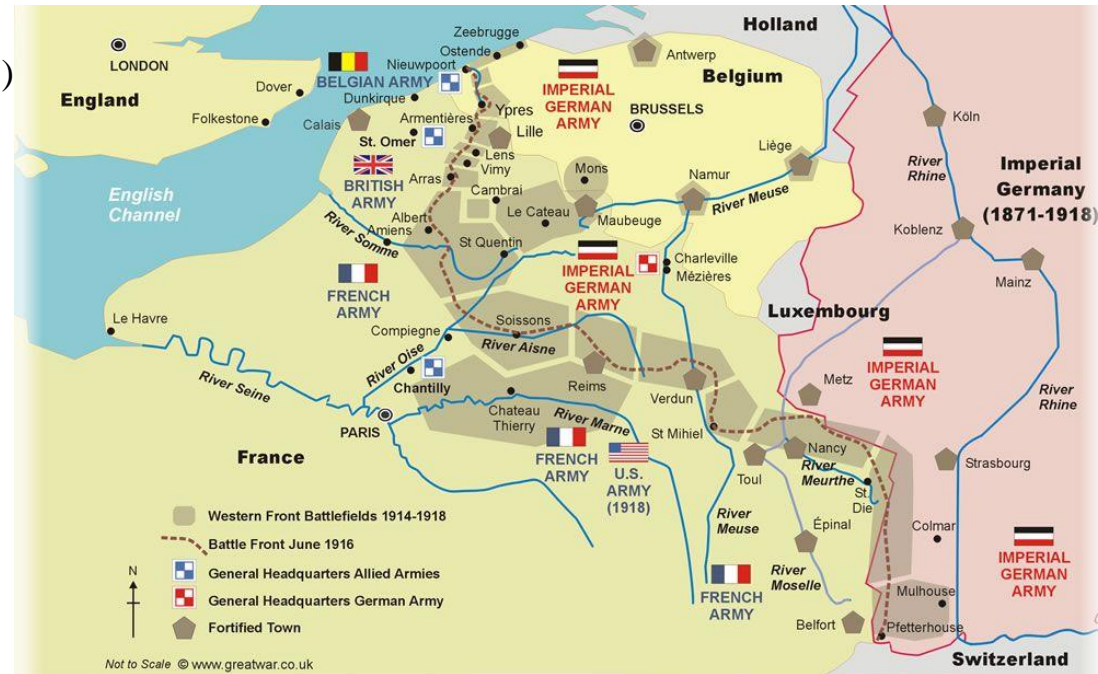 )
Holland
Zeebrugge
Ostende
Nieuwpoort
LONDON
England
BELGIAN ARMY
Antwerp
Belgium
IMPERIAL
GERMAN
ARMY
Dover
Dunkirque
Ypres
BRUSSELS
Folkestone
Calais
Armentières
Lille
Köln
St. Omer
Liège
River
Rhine
Imperial
Germany
(1871-1918)
Lens
Vimy
Mons
Namur
BRITISH
ARMY
Arras
Cambrai
River Meuse
English
Channel
Albert
Amiens
Le Cateau
Maubeuge
Koblenz
River Somme
St Quentin
IMPERIAL
GERMAN
ARMY
Charleville
Mézières
Mainz
FRENCH
ARMY
Luxembourg
Le Havre
Soissons
Compiegne
River Aisne
River Oise
IMPERIAL
GERMAN
ARMY
River Seine
Chantilly
Reims
Verdun
Metz
River
Rhine
PARIS
Chateau
Thierry
River Marne
St Mihiel
Nancy
France
FRENCH
ARMY
U.S.
ARMY
(1918)
Toul
River
Meurthe
Strasbourg
St.
Die
Western Front Battlefields 1914-1918
River
Meuse
Épinal
Colmar
Battle Front June 1916
IMPERIAL
GERMAN
ARMY
N
General Headquarters Allied Armies
River
Moselle
FRENCH
ARMY
Mulhouse
General Headquarters German Army
Fortified Town
Belfort
Pfetterhouse
Switzerland
Not to Scale © www.greatwar.co.uk